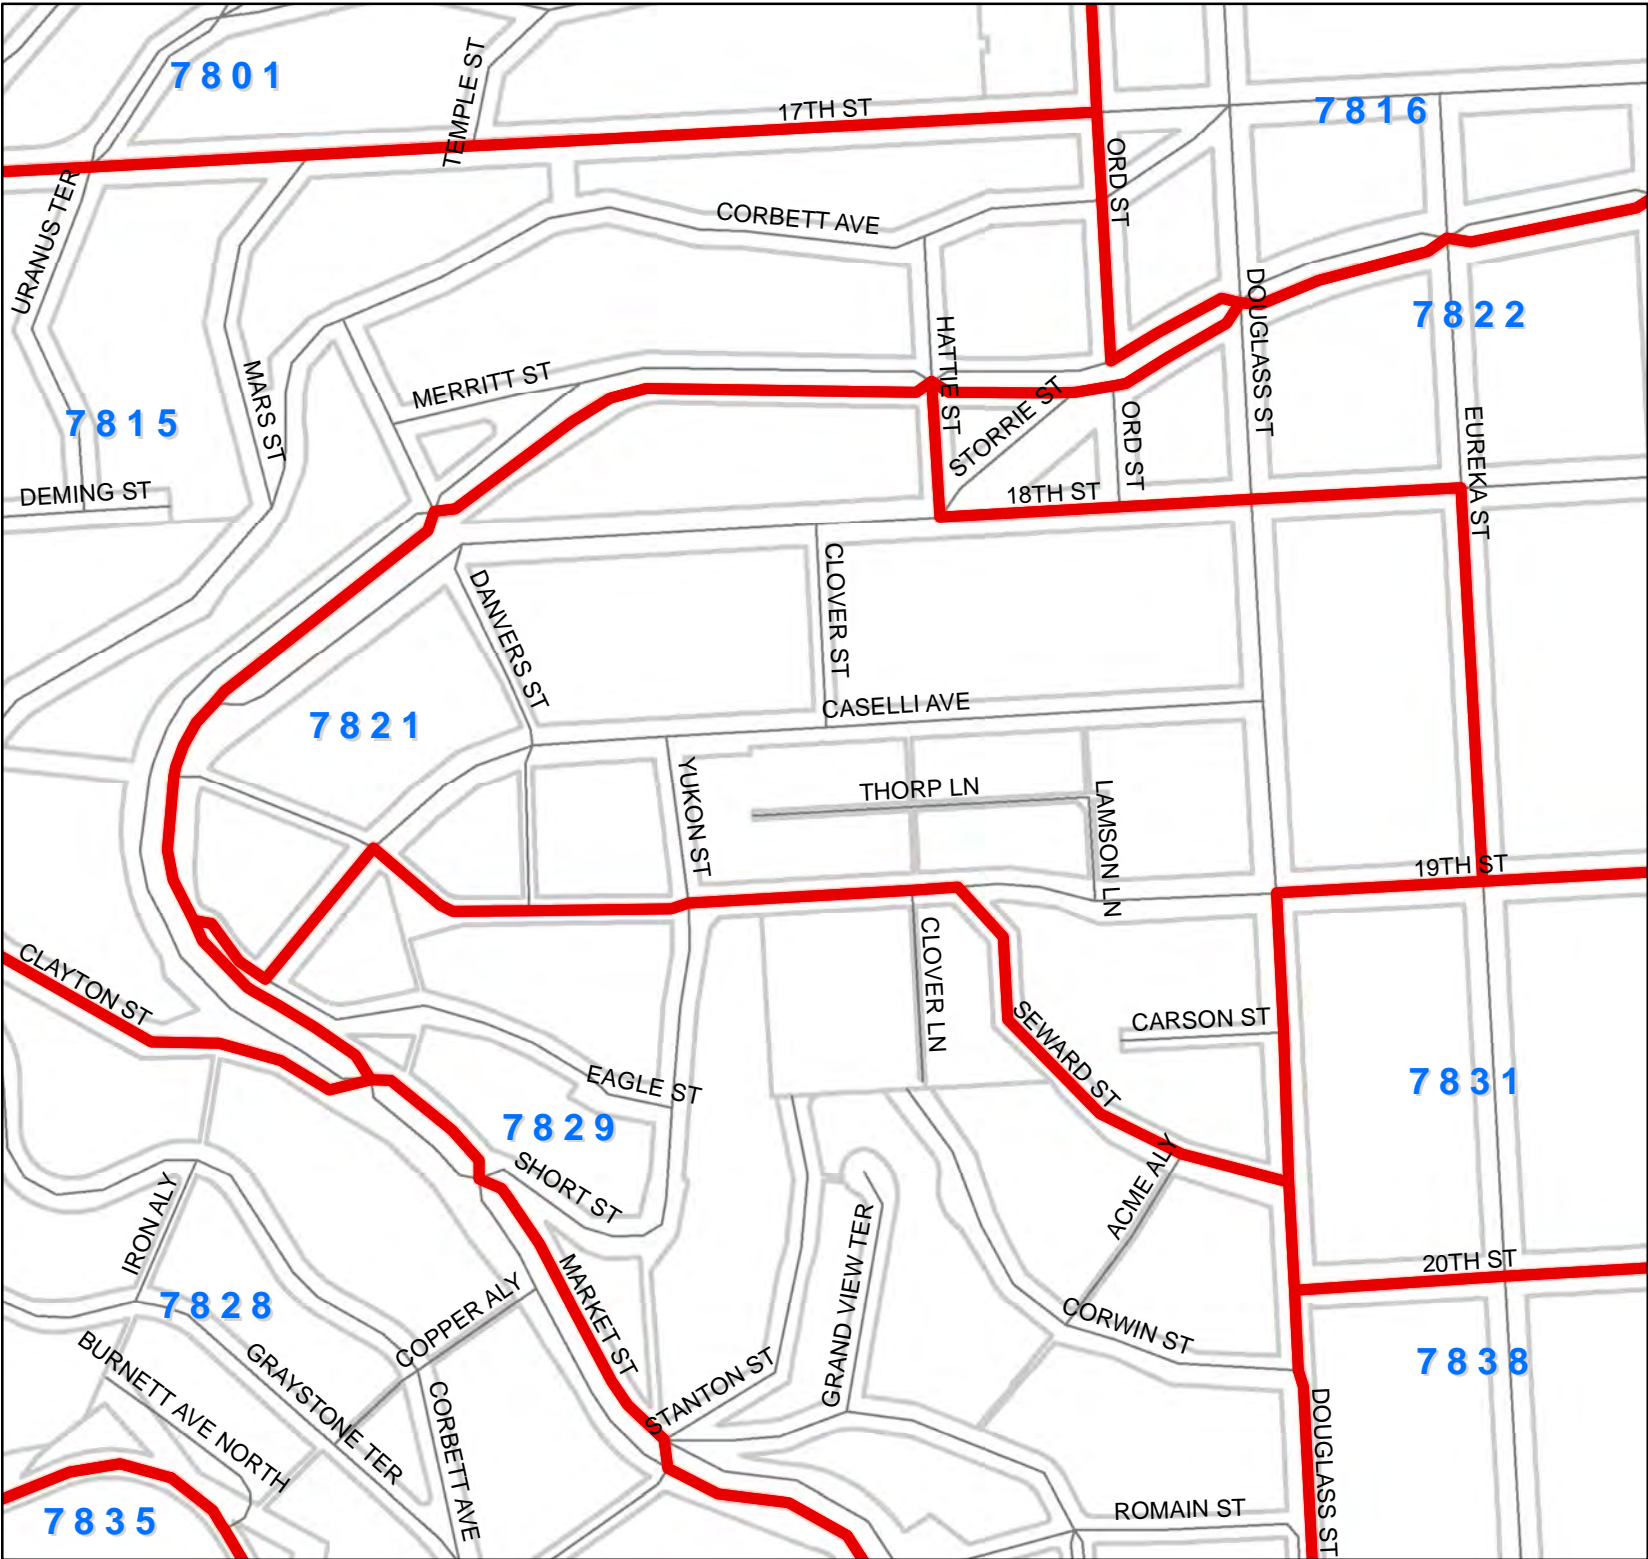 7801
TEMPLE ST
17TH ST
7816
URANUS TER
ORD ST
CORBETT AVE
DOUGLASS ST
7822
HATTIE ST
MARS ST
MERRITT ST
7815
STORRIE ST
ORD ST
EUREKA ST
DEMING ST
18TH ST
DANVERS ST
CLOVER ST
7821
CASELLI AVE
YUKON ST
THORP LN
LAMSON LN
19TH ST
CLAYTON ST
CLOVER LN
SEWARD ST
CARSON ST
EAGLE ST
7831
7829
SHORT ST
ACME ALY
IRON ALY
GRAND VIEW TER
20TH ST
7828
MARKET ST
COPPER ALY
CORWIN ST
BURNETT AVE NORTH
GRAYSTONE TER
STANTON ST
7838
CORBETT AVE
DOUGLASS ST
7835
ROMAIN ST